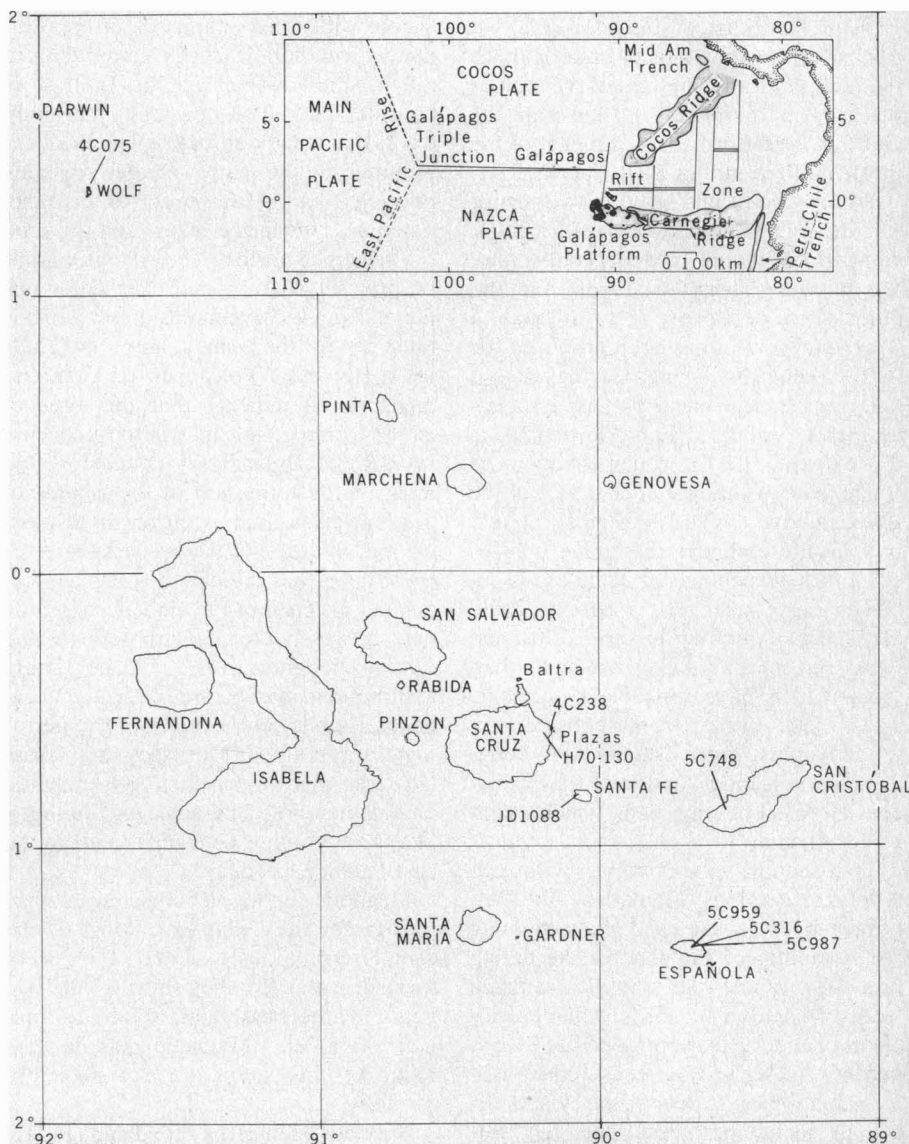 2°
110°
100°
90°
80°
Mid Am
Trench
COCOS
PLATE
Cocos Ridge
DARWIN
MAIN
PACIFIC
PLATE
5°
Galápagos
Triple
Junction
East Pacific Rise
4C075
WOLF
Galápagos
Rift Zone
0°
NAZCA
PLATE
Carnegie
Ridge
Galápagos
Platform
Peru-Chile
Trench
0 100 km
110°
100°
90°
80°
1°
PINTA
MARCHENA
GENOVESA
0°
SAN SALVADOR
RABIDA
Baltra
FERNANDINA
PINZON
SANTA
CRUZ
4C238
Plazas
H70-130
ISABELA
5C748
SAN
CRISTÓBAL
SANTA FE
JD1088
1°
SANTA
MARIA
GARDNER
5C959
5C316
5C987
ESPAÑOLA
2°
92°
91°
90°
89°